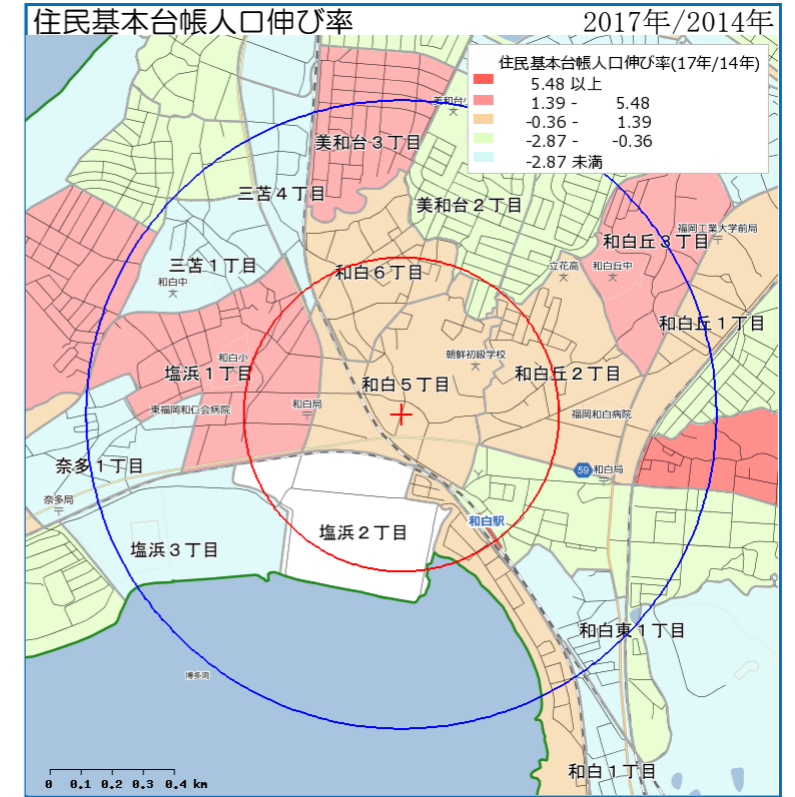 住民基本台帳人口伸び率
2017年/2014年
住民基本台帳人口伸び率(17年/14年)
5.48 以上
1.39 - 5.48
-0.36 - 1.39
-2.87 - -0.36
-2.87 未満
美和台
美和台３丁目
三苫４丁目
美和台２丁目
福岡工業大学前局
和白丘３丁目
三苫１丁目
和白６丁目
立花高
和白丘中
和白中
和白丘１丁目
朝鮮初級学校
和白小
塩浜１丁目
和白５丁目
和白丘２丁目
東福岡和仁会病院
和白局
福岡和白病院
奈多１丁目
59
和白局
奈多局
和白駅
塩浜２丁目
塩浜３丁目
和白東１丁目
博多湾
和白１丁目
0 0.1 0.2 0.3 0.4 km